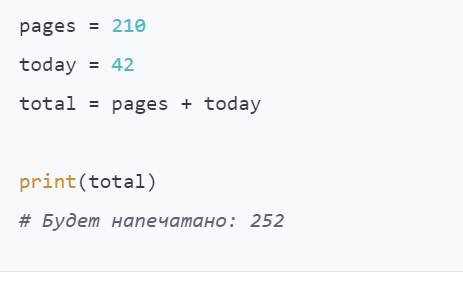 pages = 210
today = 42
total = pages + today
print(total)
# Будет напечатано: 252